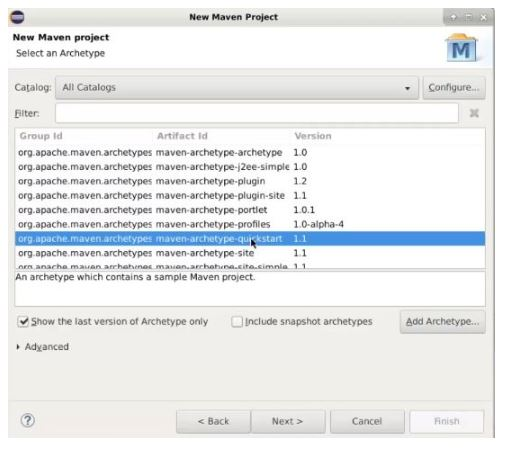 New Maven Project
New Maven project
Select an Archetype
M
Catalog: All Catalogs Configure...
Filter:
Group Id Artifact Id Version
org.apache.maven.archetypes maven-archetype-archetype 1.0
org.apache.maven.archetypes maven-archetype-j2ee-simple 1.0
org.apache.maven.archetypes maven-archetype-plugin 1.2
org.apache.maven.archetypes maven-archetype-plugin-site 1.1
org.apache.maven.archetypes maven-archetype-portlet 1.0.1
org.apache.maven.archetypes maven-archetype-profiles 1.0-alpha-4
org.apache.maven.archetypes maven-archetype-quickstart 1.1
org.apache.maven.archetypes maven-archetype-site 1.1
org.apache.maven.archetypes maven-archetype-site-simple 1.1
An archetype which contains a sample Maven project.
Show the last version of Archetype only Include snapshot archetypes Add Archetype...
Advanced
? < Back Next > Cancel Finish